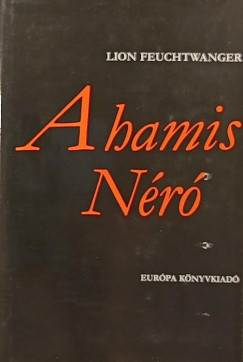 LION FEUCHTWANGER
A hamis
Néró
EURÓPA KÖNYVKIADÓ